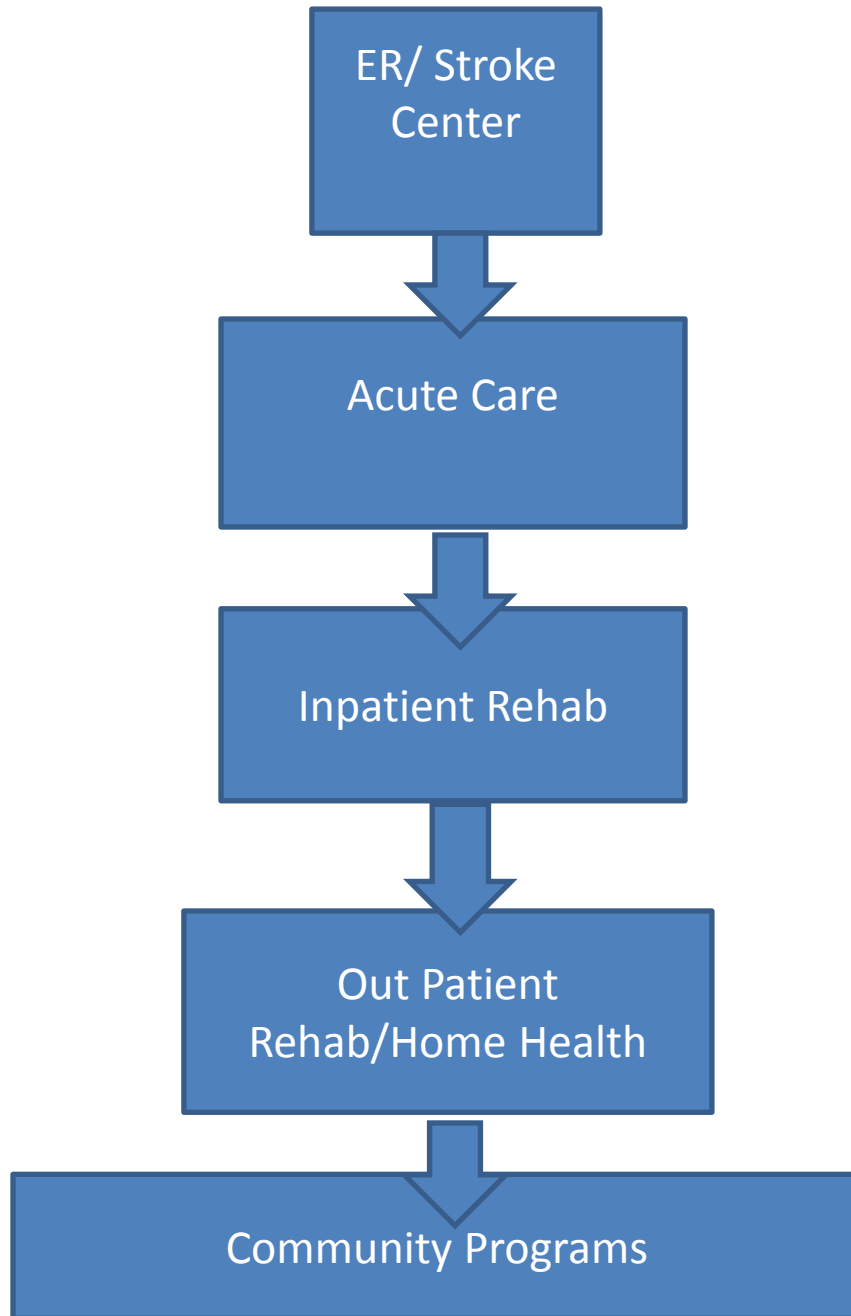 ER/ Stroke
Center
Acute Care
Inpatient Rehab
Out Patient
Rehab/Home Health
Community Programs